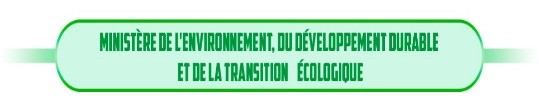 MINISTÈRE DE L'ENVIRONNEMENT, DU DÉVELOPPEMENT DURABLE
ET DE LA TRANSITION ÉCOLOGIQUE